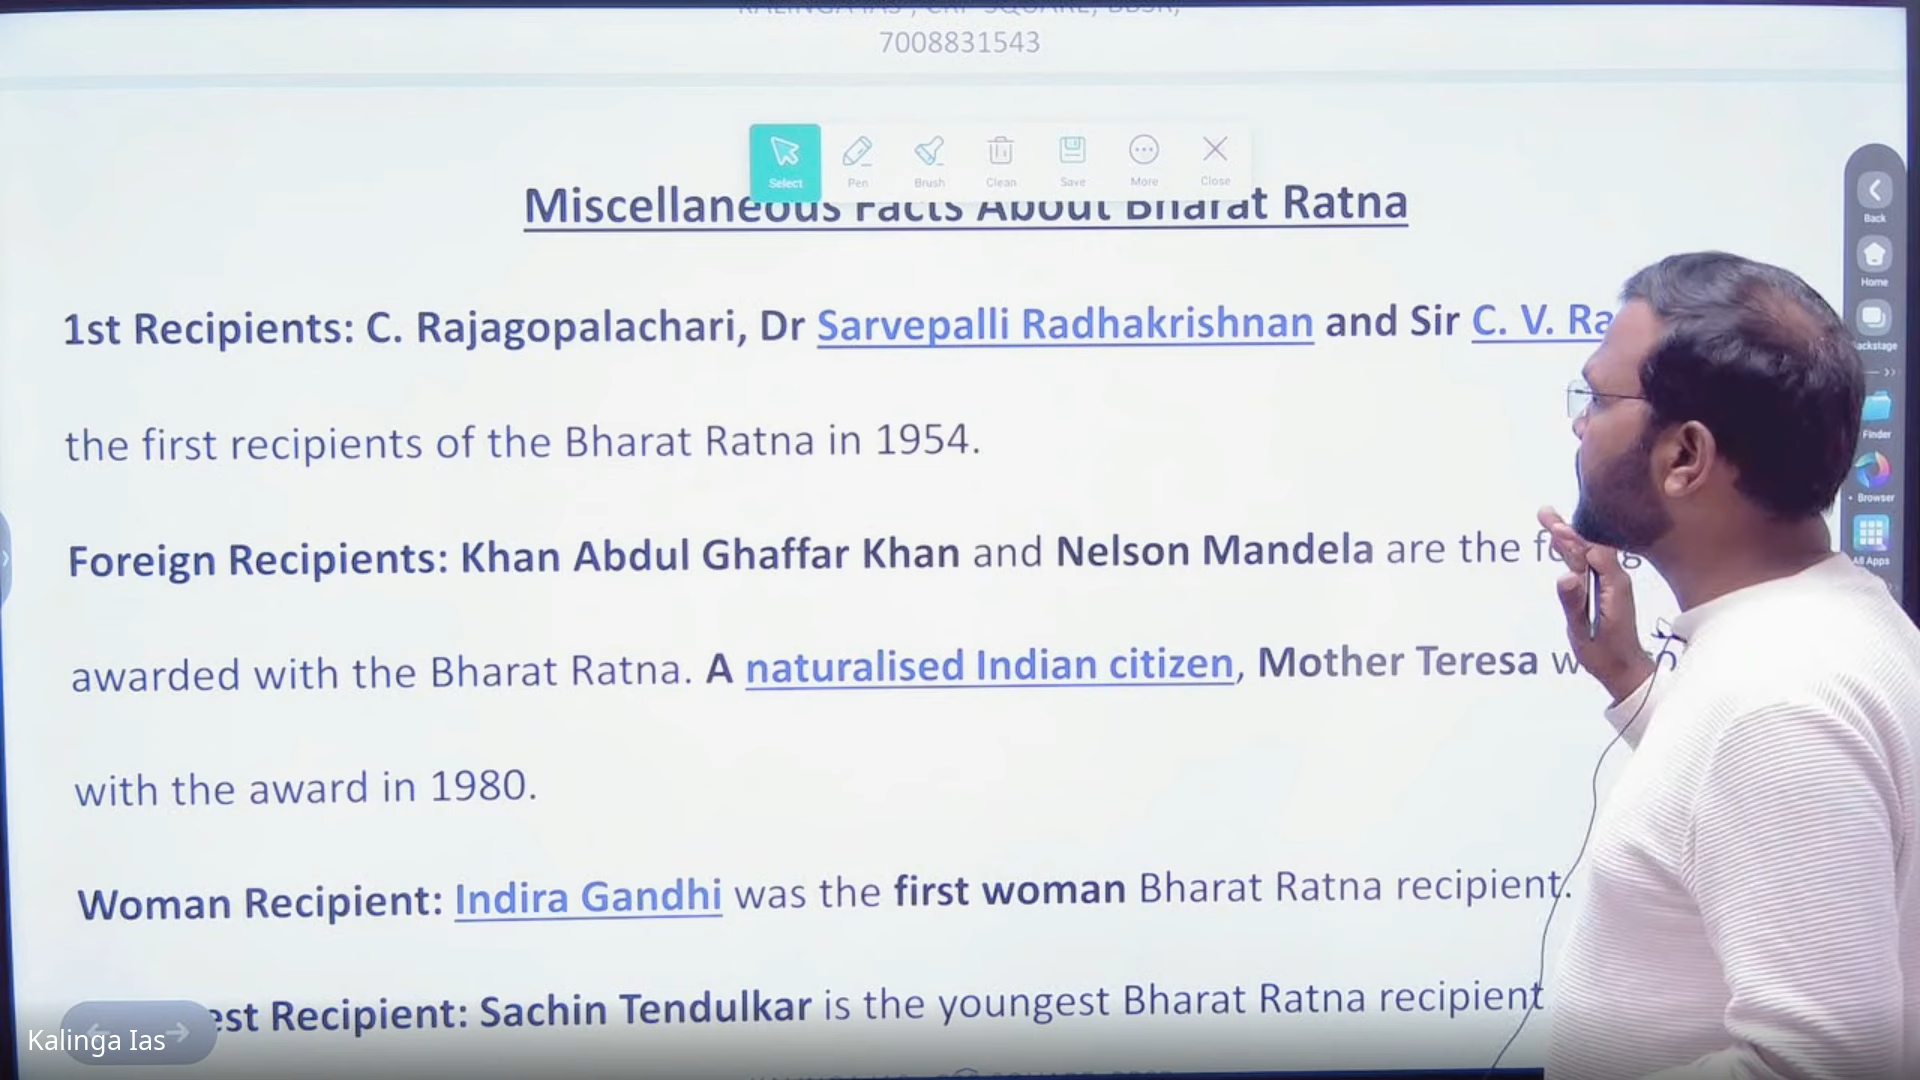 7008831543
Select Pen Brush Clean Save More Close
Miscellaneous Facts About Bharat Ratna
Back
1st Recipients: C. Rajagopalachari, Dr Sarvepalli Radhakrishnan and Sir C. V. Ra
Home
the first recipients of the Bharat Ratna in 1954.
Finder
Browser
Foreign Recipients: Khan Abdul Ghaffar Khan and Nelson Mandela are the
All Apps
awarded with the Bharat Ratna. A naturalised Indian citizen, Mother Teresa
with the award in 1980.
Woman Recipient: Indira Gandhi was the first woman Bharat Ratna recipient.
est Recipient: Sachin Tendulkar is the youngest Bharat Ratna recipient
Kalinga Ias